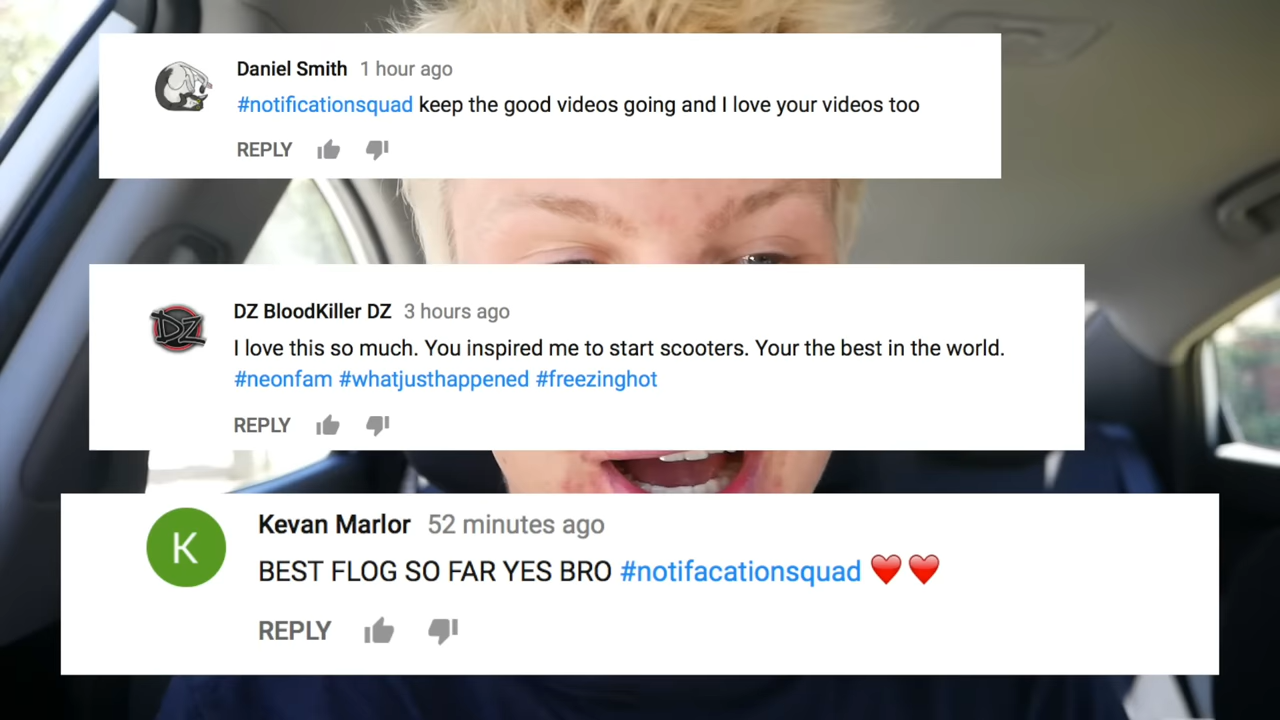 Daniel Smith 1 hour ago
#notificationsquad keep the good videos going and I love your videos too
REPLY
DZ
DZ BloodKiller DZ 3 hours ago
I love this so much. You inspired me to start scooters. Your the best in the world.
#neonfam #whatjusthappened #freezinghot
REPLY
K
Kevan Marlor 52 minutes ago
BEST FLOG SO FAR YES BRO #notifacationsquad ❤️❤️
REPLY